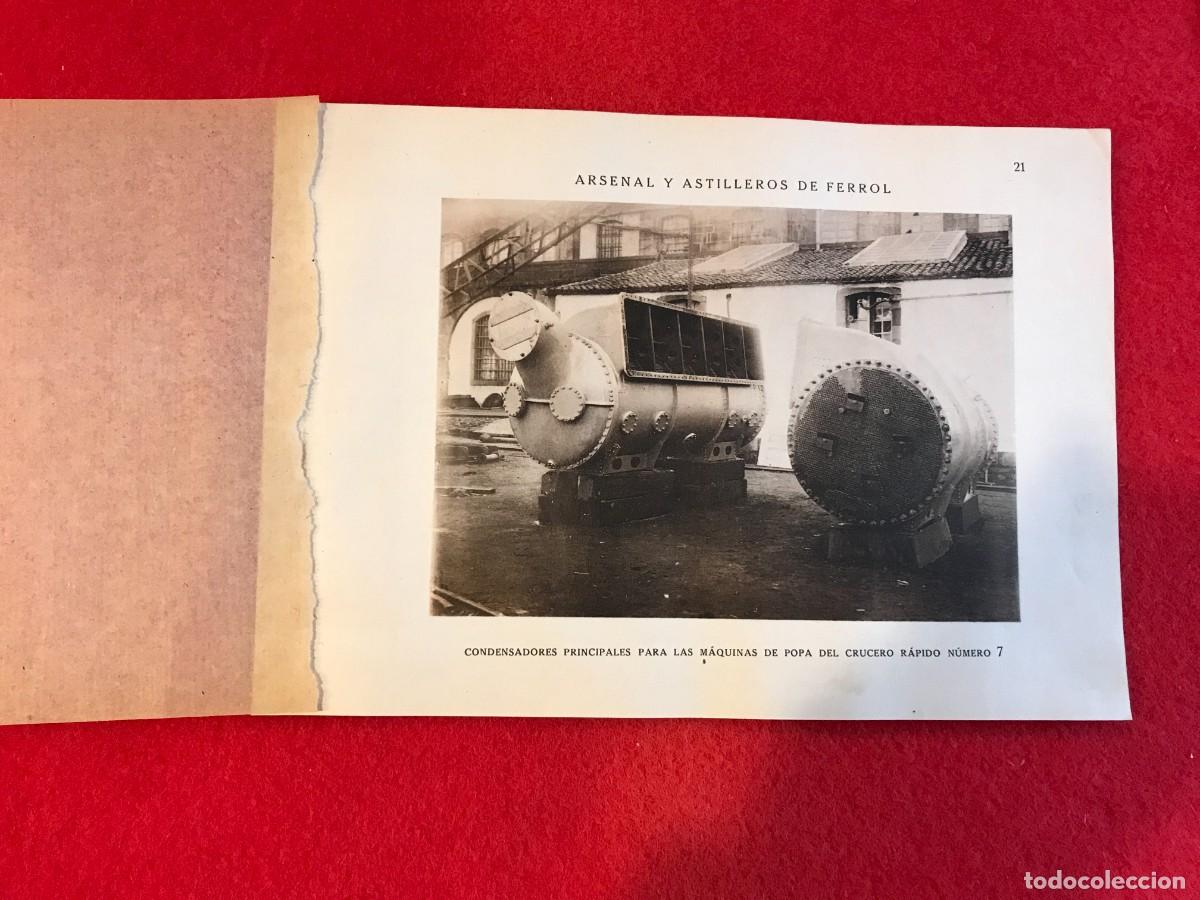 21
ARSENAL Y ASTILLEROS DE FERROL
CONDENSADORES PRINCIPALES PARA LAS MÁQUINAS DE POPA DEL CRUCERO RÁPIDO NÚMERO 7
todocoleccion